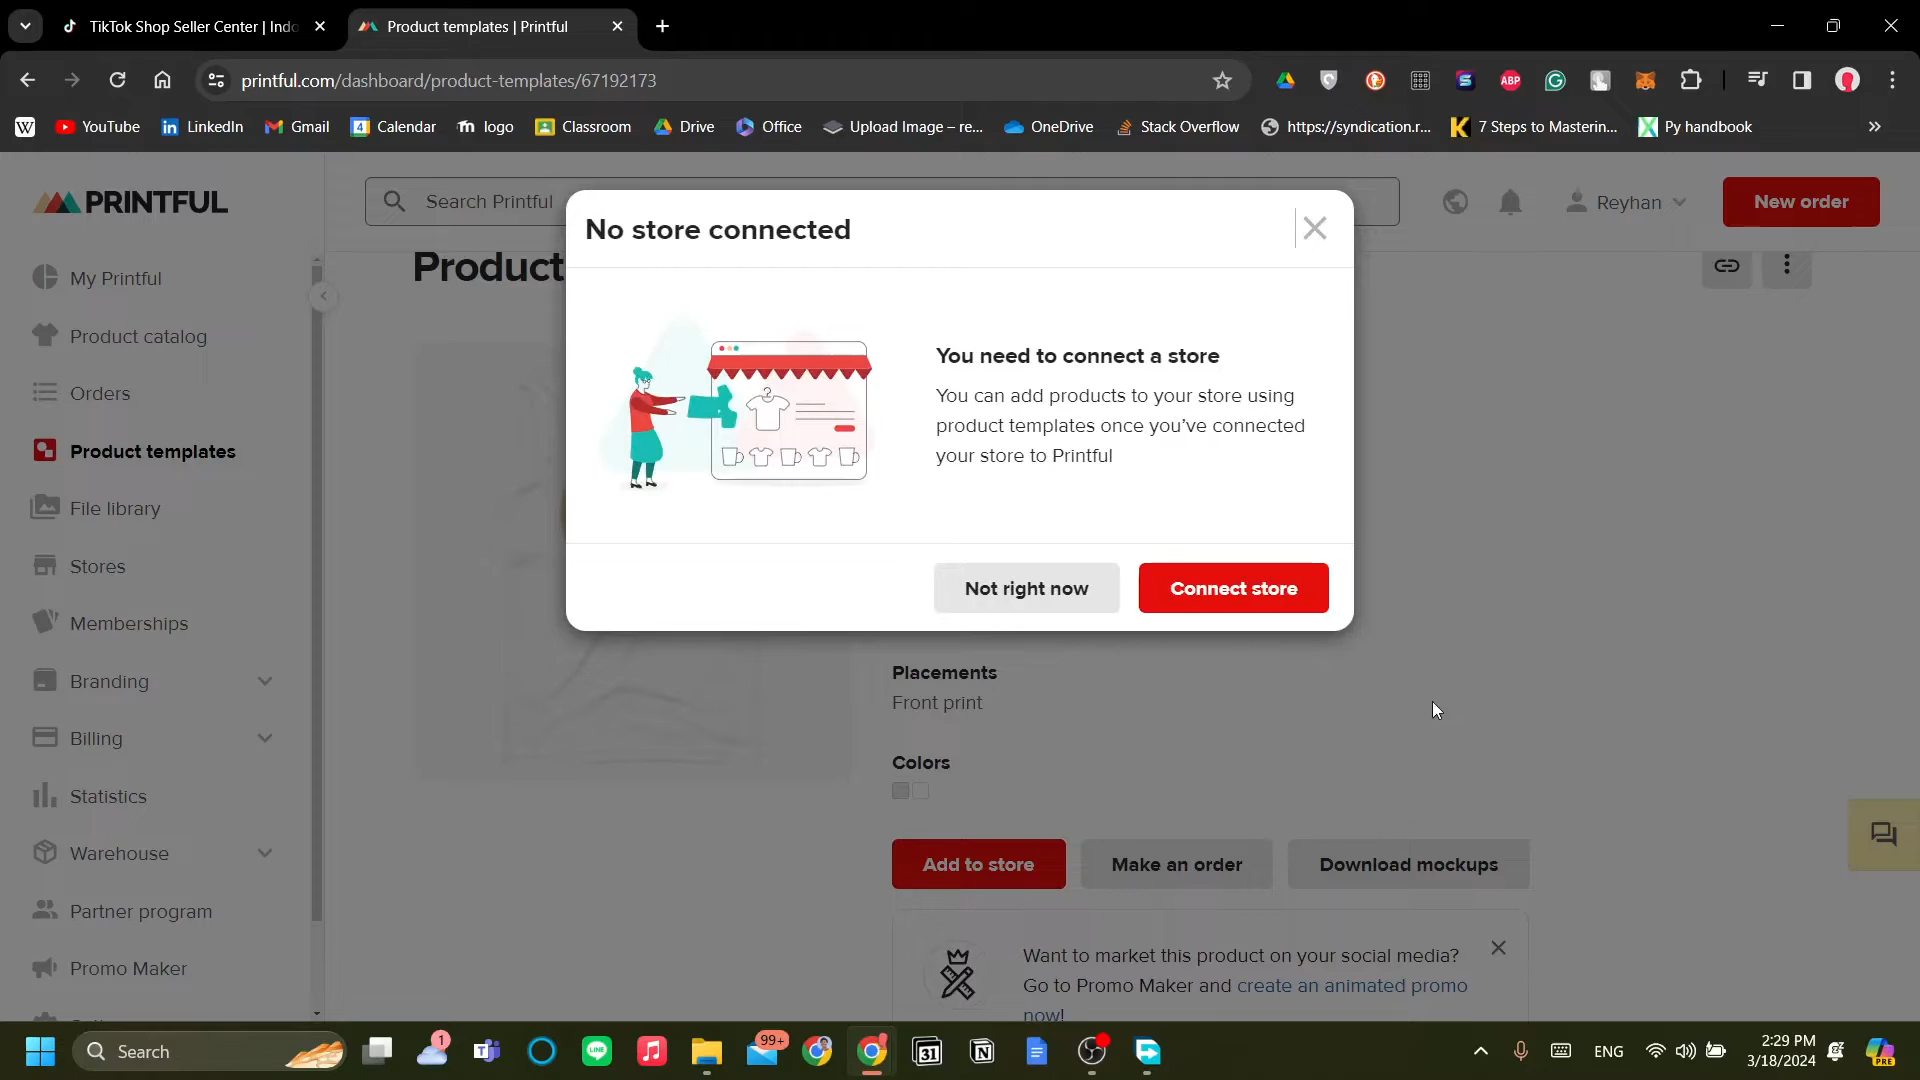 TikTok Shop Seller Center | Indo
Product templates | Printful
printful.com/dashboard/product-templates/67192173
ABP
W
YouTube
LinkedIn
Gmail
4
Calendar
logo
Classroom
Drive
Office
Upload Image – re...
OneDrive
Stack Overflow
https://syndication.r...
7 Steps to Masterin...
Py handbook
PRINTFUL
Search Printful
Reyhan
New order
No store connected
Product
My Printful
Product catalog
Orders
Product templates
File library
Stores
Memberships
Branding
Billing
Statistics
Warehouse
Partner program
Promo Maker
You need to connect a store
You can add products to your store using
product templates once you've connected
your store to Printful
Not right now
Connect store
Placements
Front print
Colors
Add to store
Make an order
Download mockups
Want to market this product on your social media?
Go to Promo Maker and create an animated promo
now!
Search
1
LINE
99+
31
ENG
2:29 PM
3/18/2024
PRE